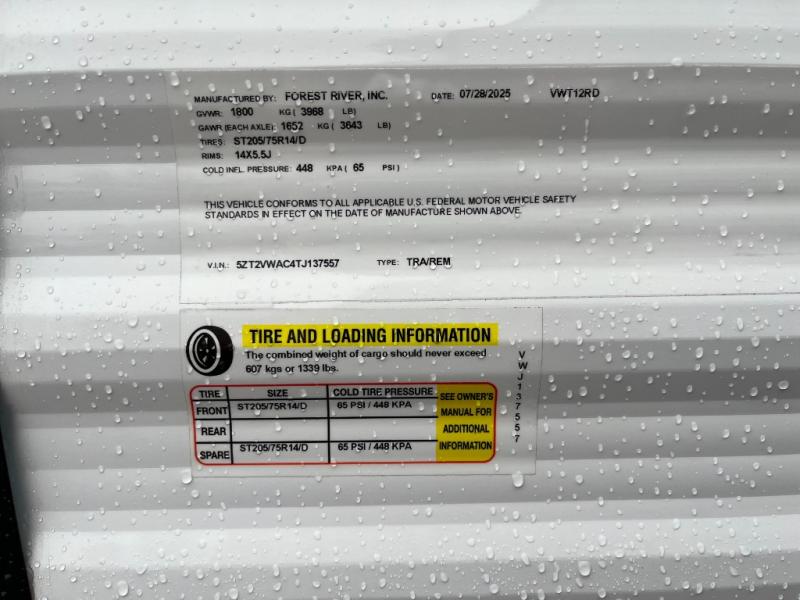 MANUFACTURED BY: FOREST RIVER, INC. DATE: 07/28/2025 VWT12RD
GVWR: 1800 KG ( 3968 LB)
GAWR (EACH AXLE): 1652 KG ( 3643 LB)
TIRES: ST205/75R14/D
RIMS: 14X5.5J
COLD INFL. PRESSURE: 448 KPA ( 65 PSI )
THIS VEHICLE CONFORMS TO ALL APPLICABLE U.S. FEDERAL MOTOR VEHICLE SAFETY
STANDARDS IN EFFECT ON THE DATE OF MANUFACTURE SHOWN ABOVE.
V.I.N.: 5ZT2VWAC4TJ137557 TYPE: TRA/REM
TIRE AND LOADING INFORMATION
The combined weight of cargo should never exceed
607 kgs or 1339 lbs.
TIRE SIZE COLD TIRE PRESSURE
FRONT ST205/75R14/D 65 PSI / 448 KPA
REAR
SPARE ST205/75R14/D 65 PSI / 448 KPA
SEE OWNER'S
MANUAL FOR
ADDITIONAL
INFORMATION
VWJ137557